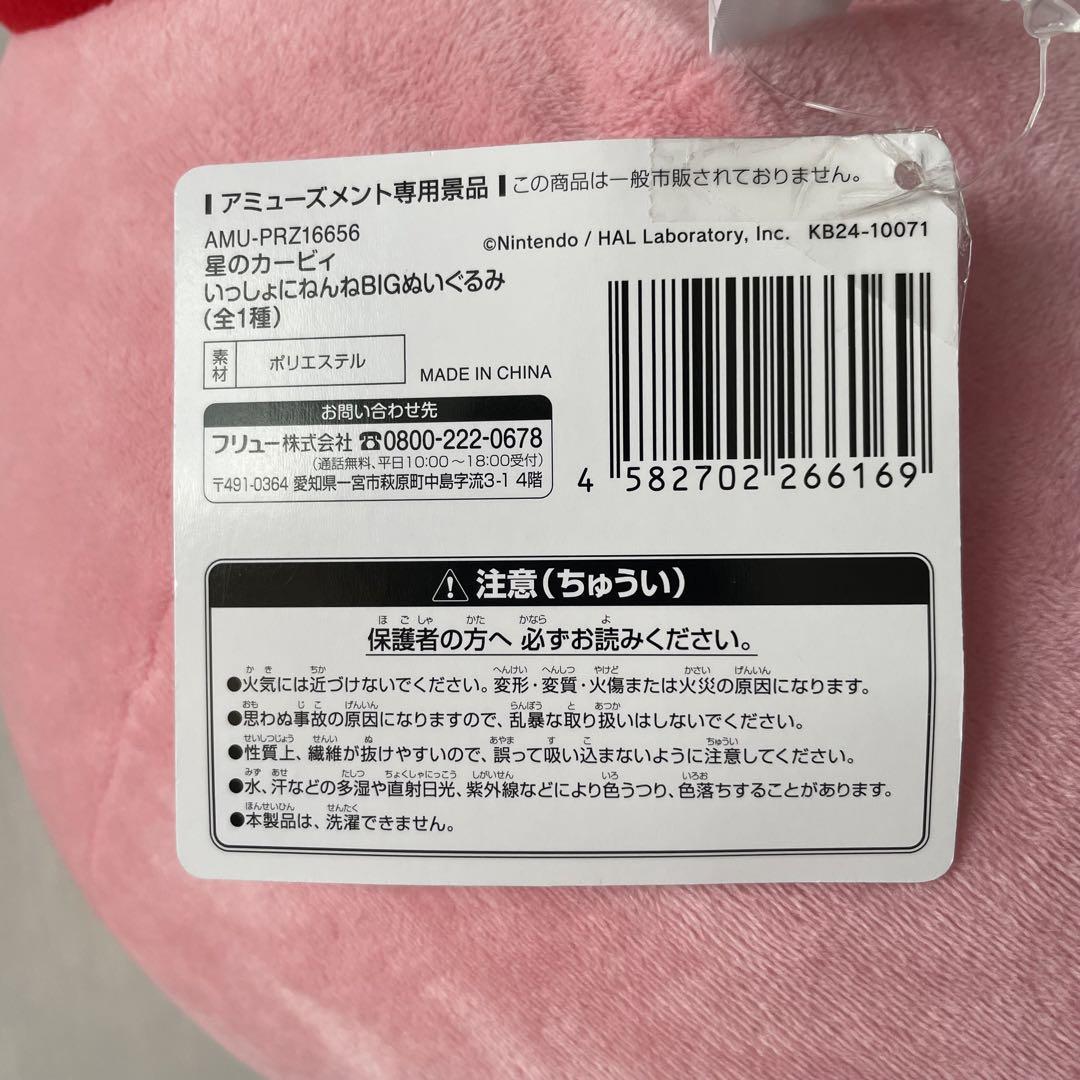 アミューズメント専用景品 この商品は一般市販されておりません。
AMU-PRZ16656
©Nintendo / HAL Laboratory, Inc. KB24-10071
星のカービィ
いっしょにねんねBIGぬいぐるみ
(全1種)
素材 ポリエステル
MADE IN CHINA
お問い合わせ先
フリュー株式会社 ☎0800-222-0678
(通話無料、平日10:00〜18:00受付)
〒491-0364 愛知県一宮市萩原町中島字流3-1 4階
4 582702 266169
注意(ちゅうい)
ほごしゃ かた かなら よ
保護者の方へ 必ずお読みください。
かき ちか へんけい へんしつ やけど かさい げんいん
●火気には近づけないでください。変形・変質・火傷または火災の原因になります。
おも じこ げんいん らんぼう と あつか
●思わぬ事故の原因になりますので、乱暴な取り扱いはしないでください。
せいしつじょう せんい ぬ あやま す こ ちゅうい
●性質上、繊維が抜けやすいので、誤って吸い込まないように注意してください。
みず あせ たしつ ちょくしゃにっこう しがいせん いろ いろお
●水、汗などの多湿や直射日光、紫外線などにより色うつり、色落ちすることがあります。
ほんせいひん せんたく
●本製品は、洗濯できません。